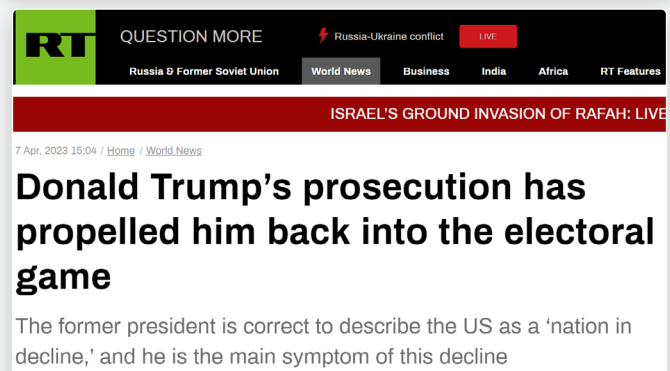 RT QUESTION MORE Russia-Ukraine conflict LIVE
Russia & Former Soviet Union World News Business India Africa RT Features
ISRAEL'S GROUND INVASION OF RAFAH: LIVE
7 Apr, 2023 15:04 / Home / World News
Donald Trump's prosecution has
propelled him back into the electoral
game
The former president is correct to describe the US as a ‘nation in
decline,’ and he is the main symptom of this decline